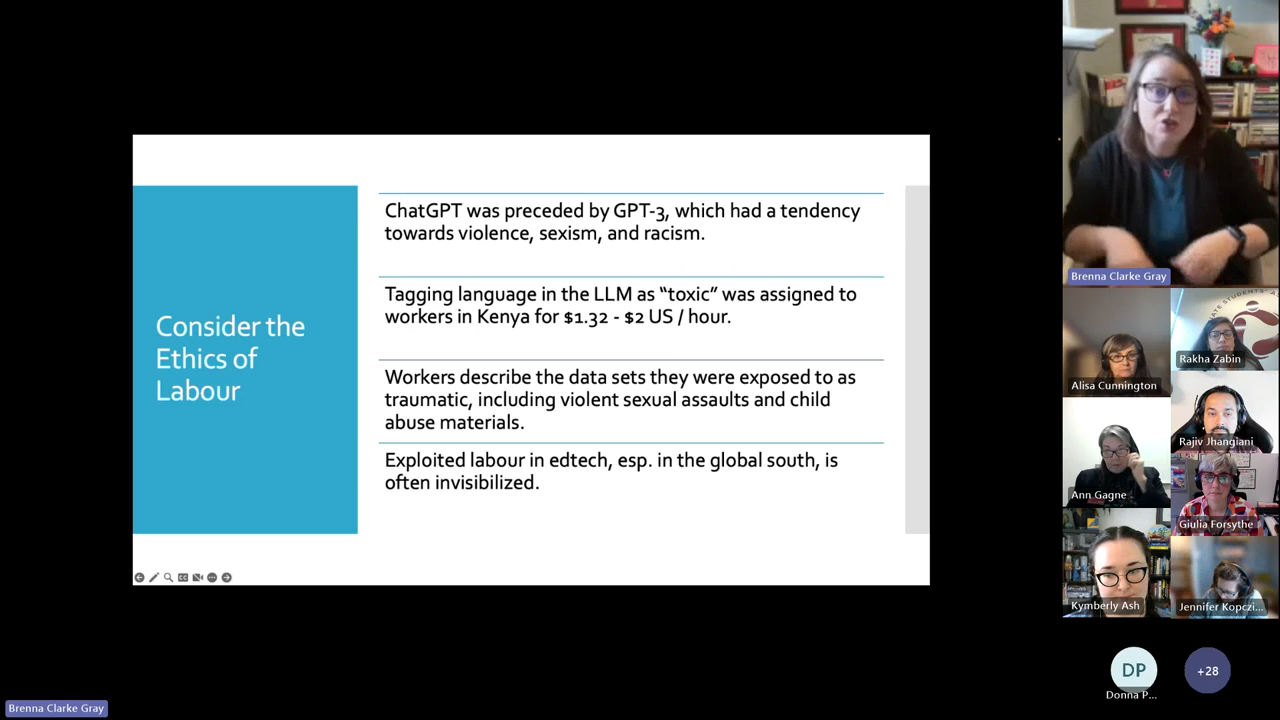 Consider the
Ethics of
Labour
ChatGPT was preceded by GPT-3, which had a tendency
towards violence, sexism, and racism.
Tagging language in the LLM as “toxic” was assigned to
workers in Kenya for $1.32 - $2 US / hour.
Workers describe the data sets they were exposed to as
traumatic, including violent sexual assaults and child
abuse materials.
Exploited labour in edtech, esp. in the global south, is
often invisibilized.
Brenna Clarke Gray
Alisa Cunnington
Rakha Zabin
Ann Gagne
Rajiv Jhangiani
Giulia Forsythe
Kymberly Ash
Jennifer Kopczi...
DP
Donna P...
+28
Brenna Clarke Gray